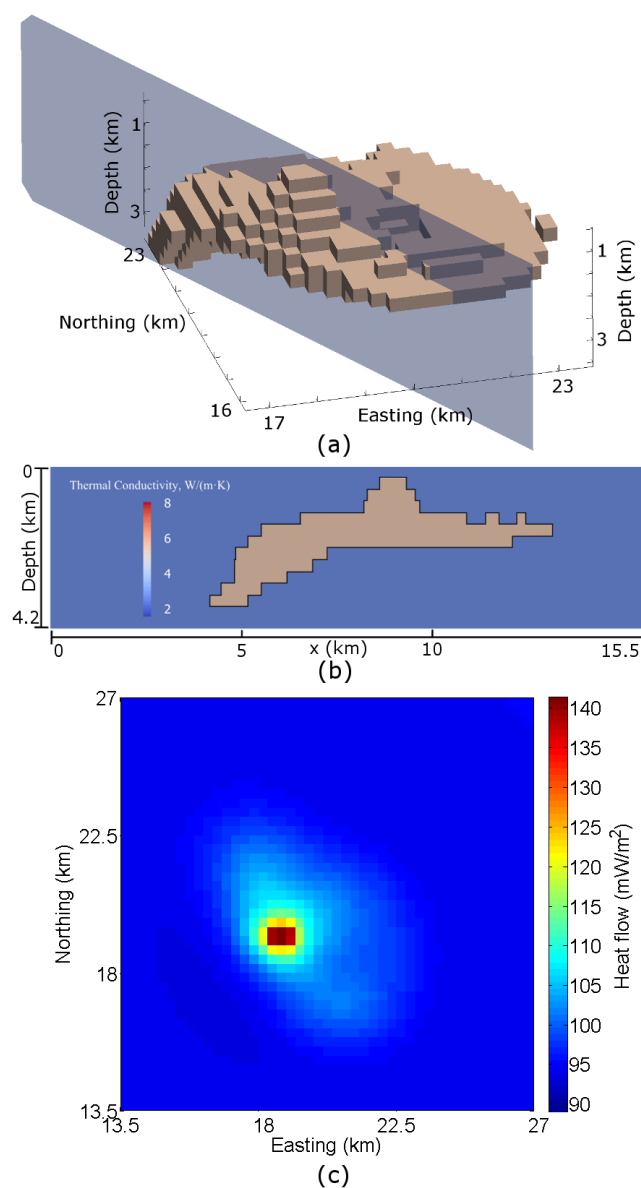 Depth (km)
1
3
23
Northing (km)
16
17
Easting (km)
23
1
3
Depth (km)
(a)
0
Depth (km)
4.2
Thermal Conductivity, W/(m·K)
8
6
4
2
0
5
x (km)
10
15.5
(b)
27
22.5
18
13.5
Northing (km)
13.5
18
22.5
27
Easting (km)
140
135
130
125
120
115
110
105
100
95
90
Heat flow (mW/m²)
(c)